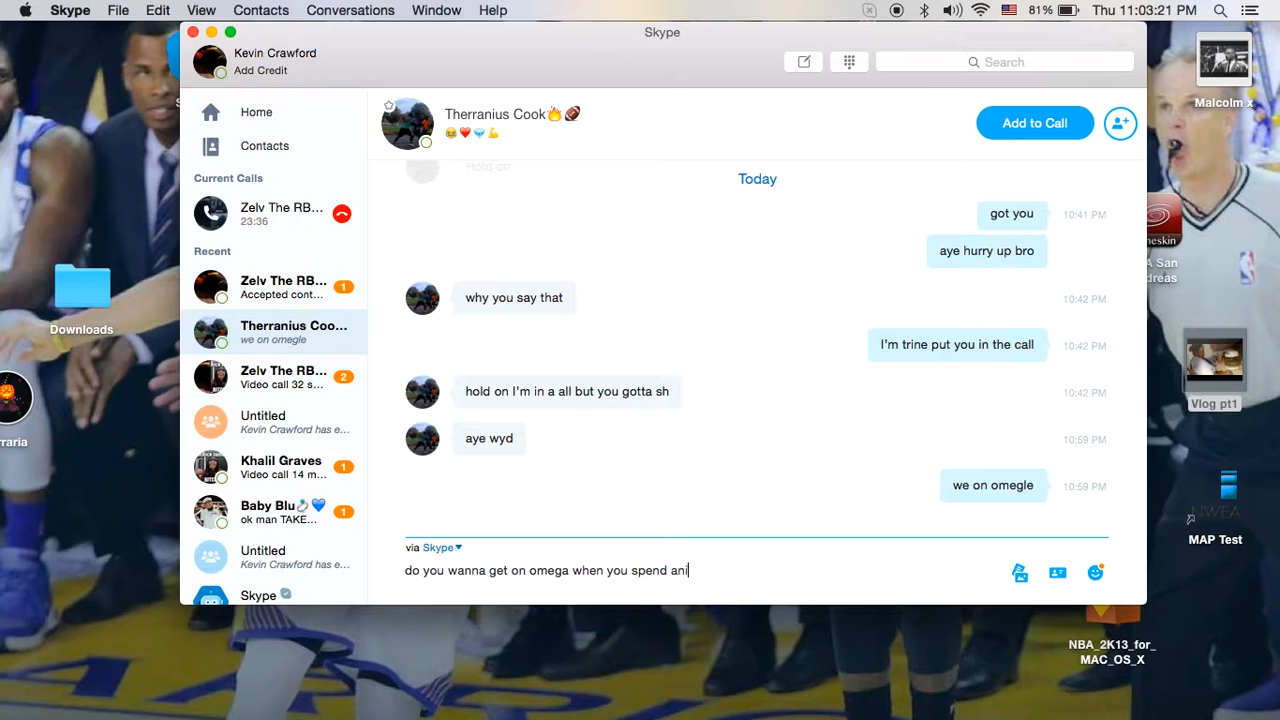 Skype File Edit View Contacts Conversations Window Help 81% Thu 11:03:21 PM
Skype
Kevin Crawford
Add Credit
Search
Home
Contacts
Current Calls
Zelv The RB...
23:36
Recent
Zelv The RB...
Accepted cont...
1
Therranius Coo...
we on omegle
Zelv The RB...
Video call 32 s...
2
Untitled
Kevin Crawford has e...
Khalil Graves
Video call 14 m...
1
Baby Blu💍💙
ok man TAKE...
1
Untitled
Kevin Crawford has e...
Skype
Therranius Cook🔥🏈
😂❤️💎💪
Add to Call
Hold on
Today
got you 10:41 PM
aye hurry up bro
why you say that 10:42 PM
I'm trine put you in the call 10:42 PM
hold on I'm in a all but you gotta sh 10:42 PM
aye wyd 10:59 PM
we on omegle 10:59 PM
via Skype
do you wanna get on omega when you spend ani
Downloads
rraria
Malcolm x
neskin
A San
dreas
Vlog pt1
NWEA
MAP Test
NBA_2K13_for_
MAC_OS_X